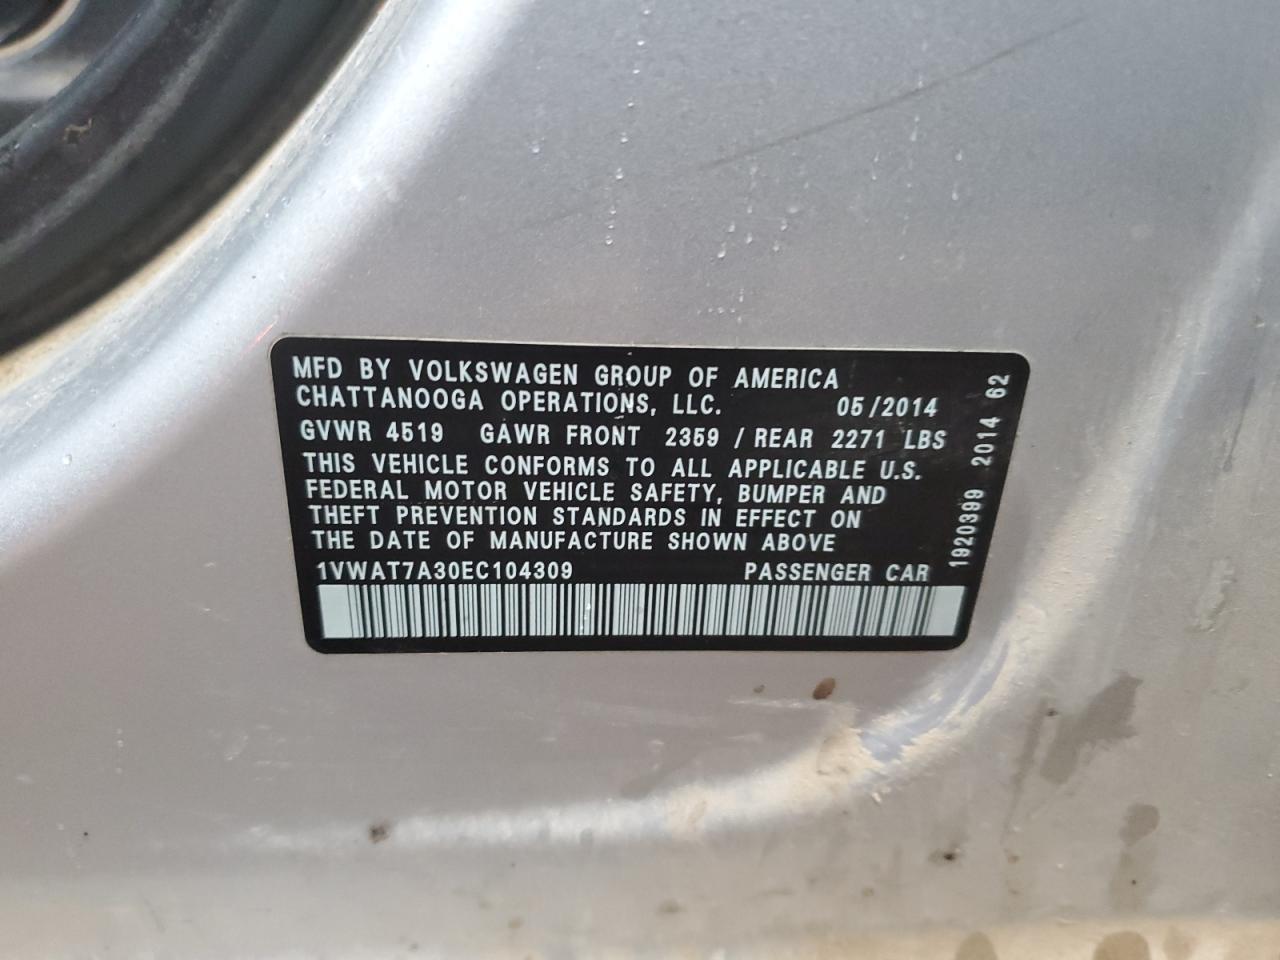 MFD BY VOLKSWAGEN GROUP OF AMERICA
CHATTANOOGA OPERATIONS, LLC. 05/2014
GVWR 4519 GAWR FRONT 2359 / REAR 2271 LBS
THIS VEHICLE CONFORMS TO ALL APPLICABLE U.S.
FEDERAL MOTOR VEHICLE SAFETY, BUMPER AND
THEFT PREVENTION STANDARDS IN EFFECT ON
THE DATE OF MANUFACTURE SHOWN ABOVE
1VWAT7A30EC104309 PASSENGER CAR
1920399 2014 62